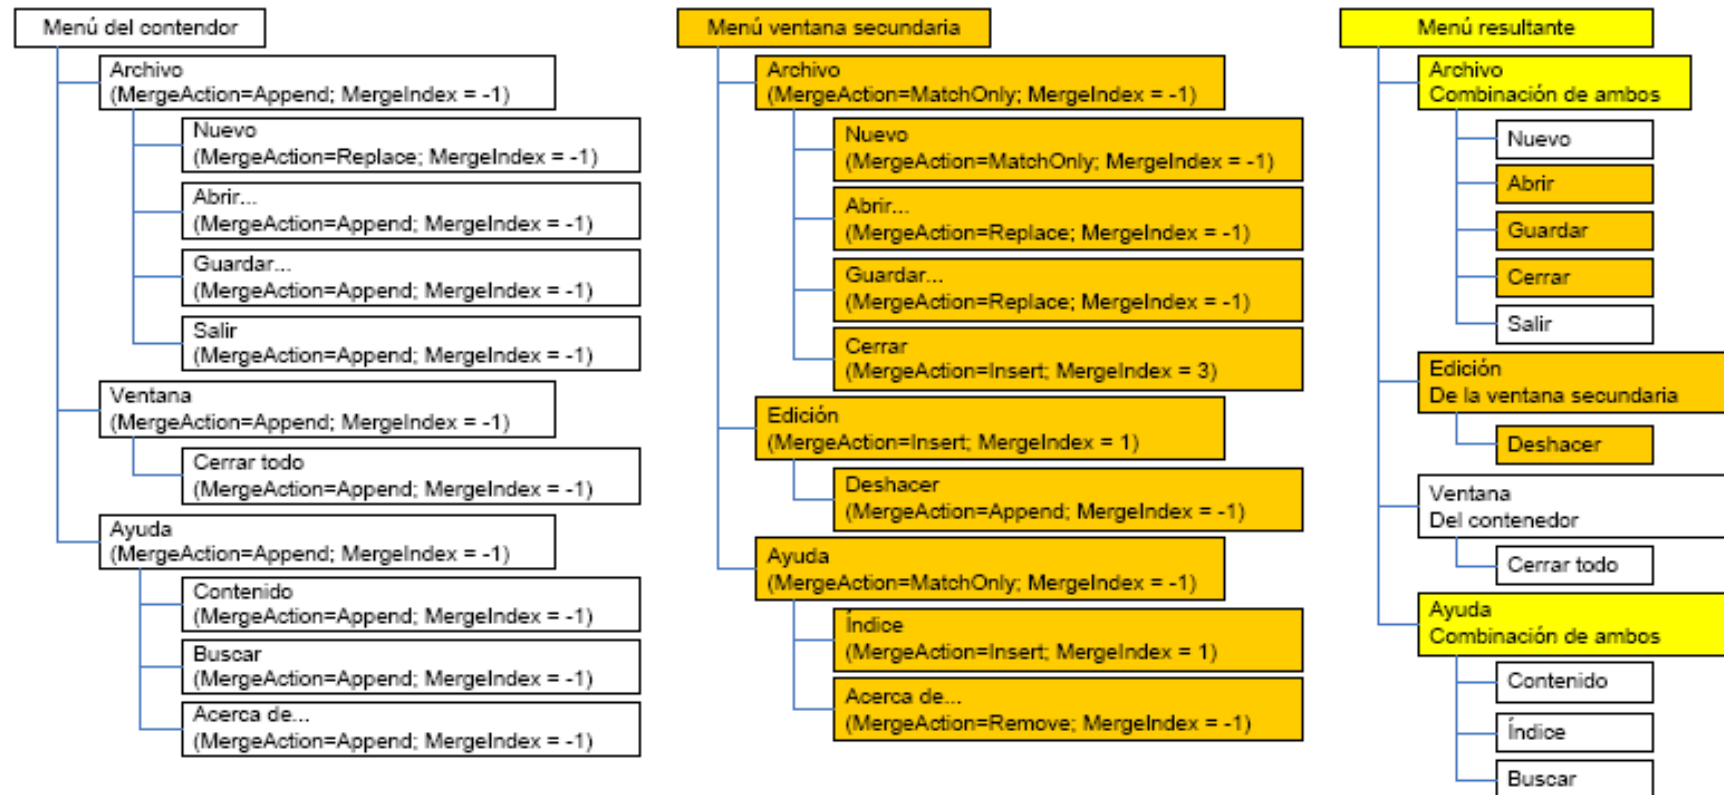 Menú del contendor
Archivo
(MergeAction=Append; MergeIndex = -1)
Nuevo
(MergeAction=Replace; MergeIndex = -1)
Abrir...
(MergeAction=Append; MergeIndex = -1)
Guardar...
(MergeAction=Append; MergeIndex = -1)
Salir
(MergeAction=Append; MergeIndex = -1)
Ventana
(MergeAction=Append; MergeIndex = -1)
Cerrar todo
(MergeAction=Append; MergeIndex = -1)
Ayuda
(MergeAction=Append; MergeIndex = -1)
Contenido
(MergeAction=Append; MergeIndex = -1)
Buscar
(MergeAction=Append; MergeIndex = -1)
Acerca de...
(MergeAction=Append; MergeIndex = -1)
Menú ventana secundaria
Archivo
(MergeAction=MatchOnly; MergeIndex = -1)
Nuevo
(MergeAction=MatchOnly; MergeIndex = -1)
Abrir...
(MergeAction=Replace; MergeIndex = -1)
Guardar...
(MergeAction=Replace; MergeIndex = -1)
Cerrar
(MergeAction=Insert; MergeIndex = 3)
Edición
(MergeAction=Insert; MergeIndex = 1)
Deshacer
(MergeAction=Append; MergeIndex = -1)
Ayuda
(MergeAction=MatchOnly; MergeIndex = -1)
Índice
(MergeAction=Insert; MergeIndex = 1)
Acerca de...
(MergeAction=Remove; MergeIndex = -1)
Menú resultante
Archivo
Combinación de ambos
Nuevo
Abrir
Guardar
Cerrar
Salir
Edición
De la ventana secundaria
Deshacer
Ventana
Del contenedor
Cerrar todo
Ayuda
Combinación de ambos
Contenido
Índice
Buscar